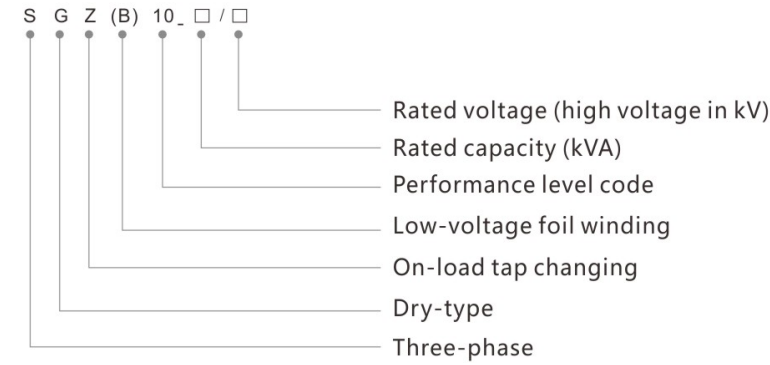 S G Z (B) 10_ □ / □
Rated voltage (high voltage in kV)
Rated capacity (kVA)
Performance level code
Low-voltage foil winding
On-load tap changing
Dry-type
Three-phase